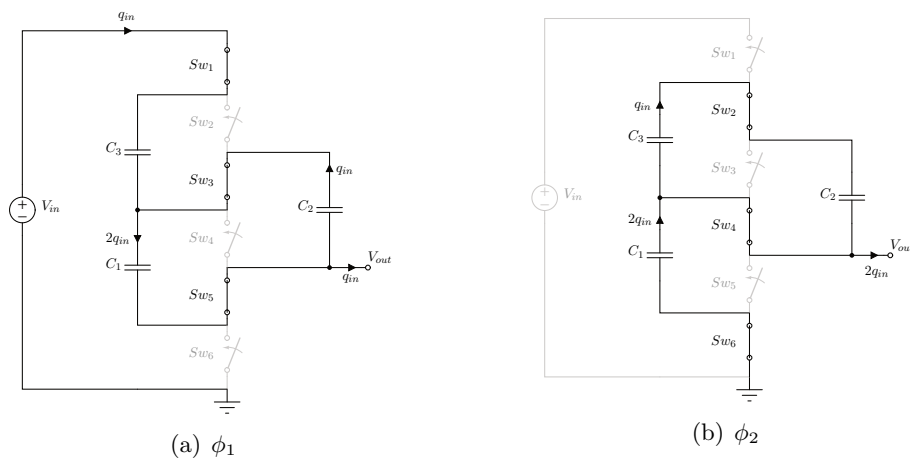 q_in
Sw_1
Sw_2
C_3
Sw_3
q_in
C_2
V_in
Sw_4
2q_in
C_1
V_out
q_in
Sw_5
Sw_6
(a) ϕ_1
Sw_1
q_in
Sw_2
C_3
Sw_3
C_2
V_in
2q_in
Sw_4
C_1
V_ou
2q_in
Sw_5
Sw_6
(b) ϕ_2